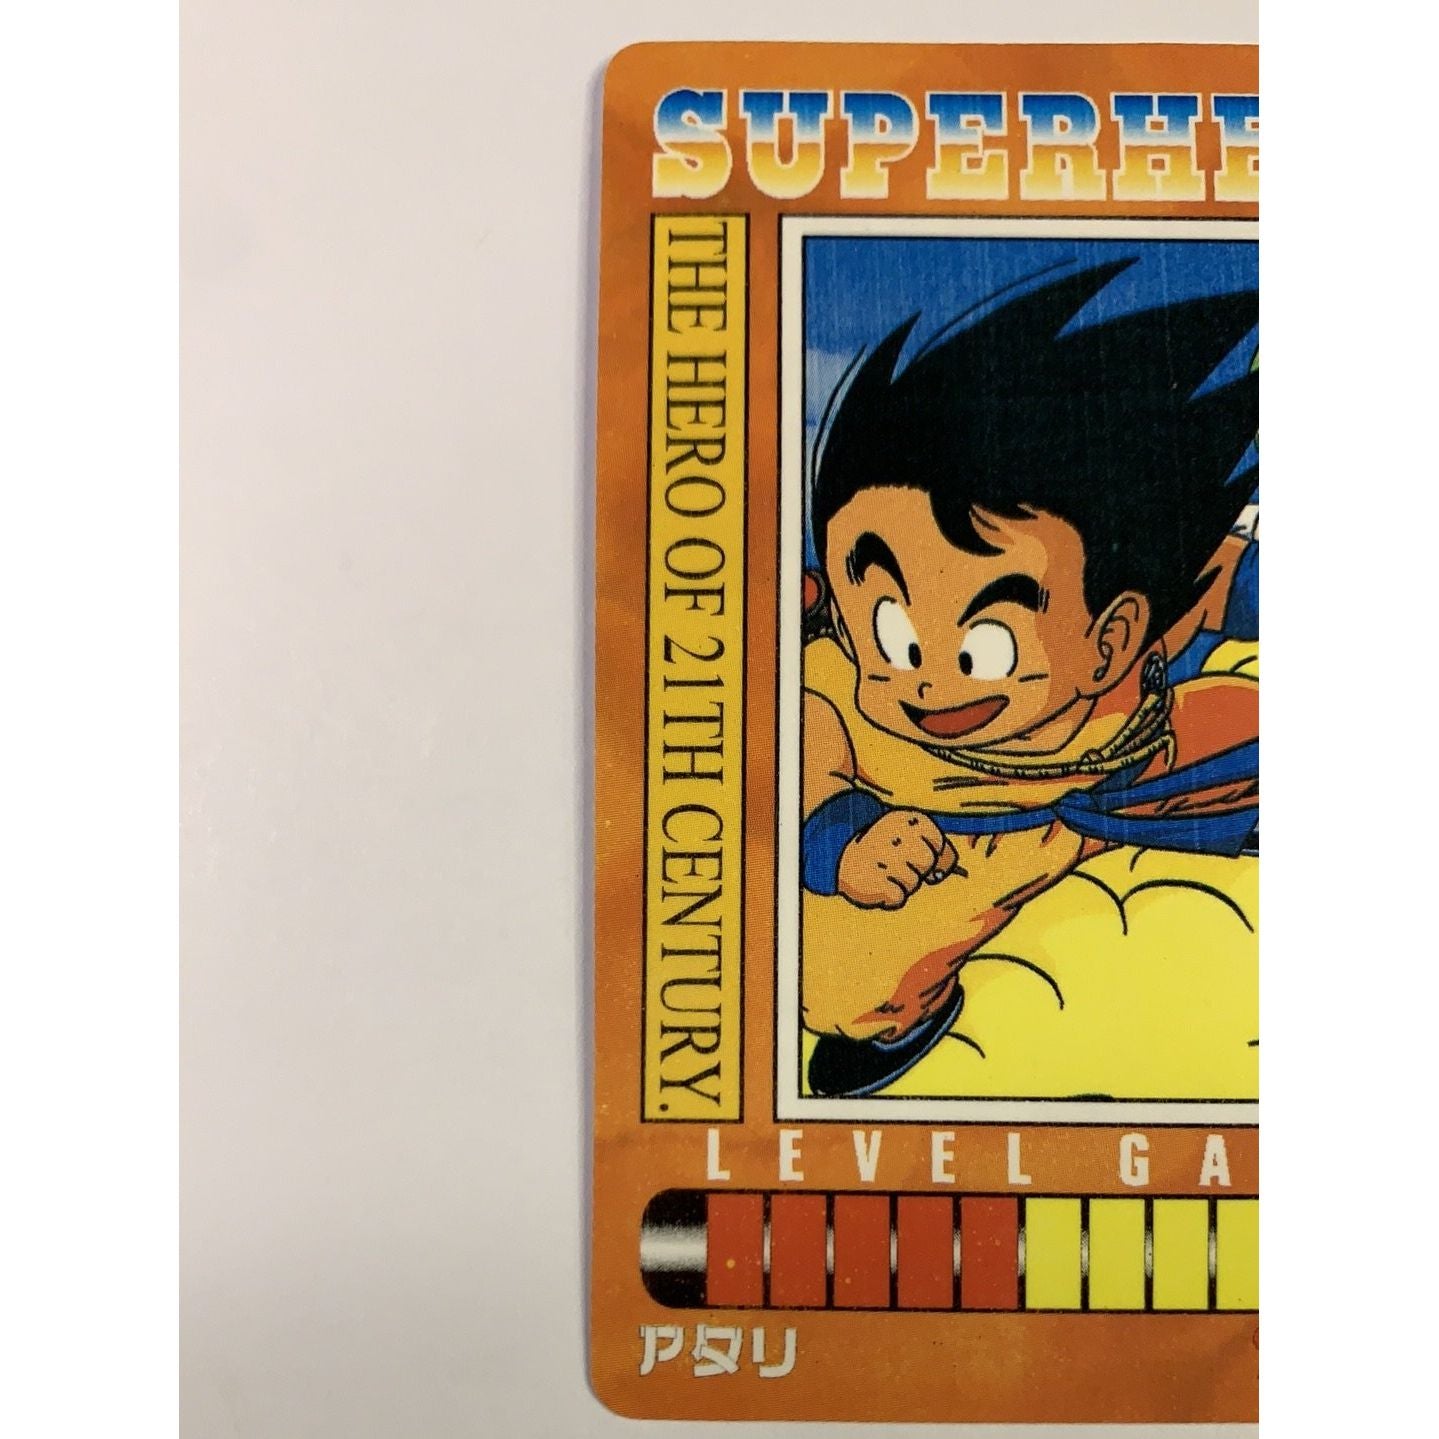 SUPERHE
THE HERO OF 21TH CENTURY.
LEVEL GA
アタリ